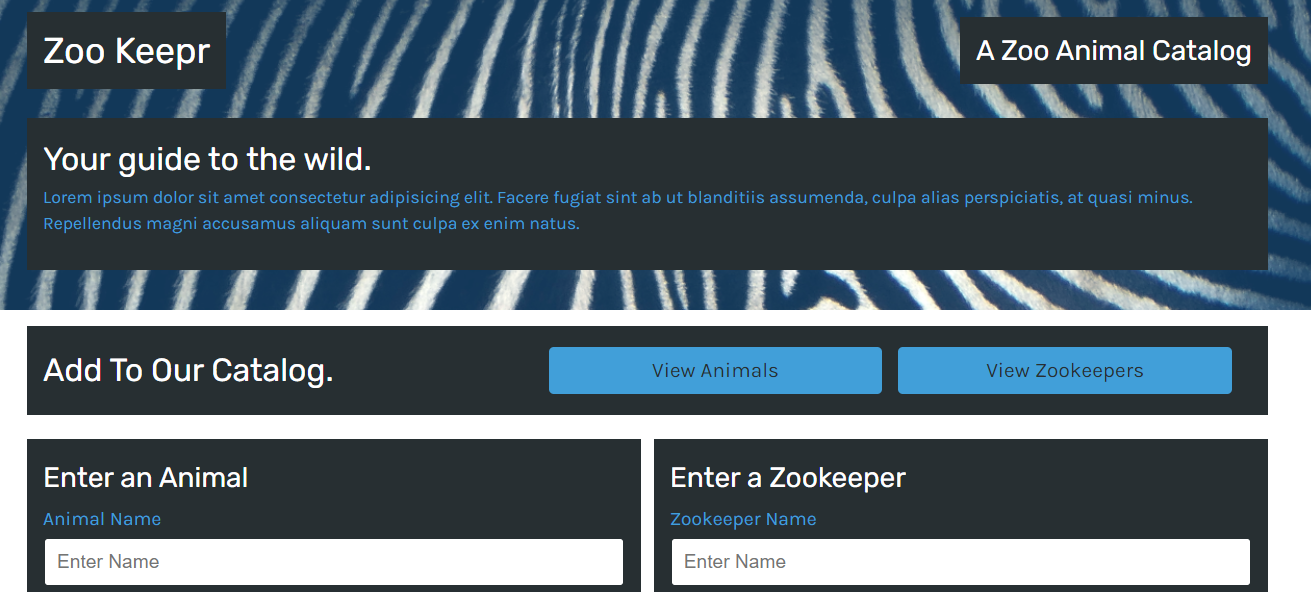 Zoo Keepr
A Zoo Animal Catalog
Your guide to the wild.
Lorem ipsum dolor sit amet consectetur adipisicing elit. Facere fugiat sint ab ut blanditiis assumenda, culpa alias perspiciatis, at quasi minus.
Repellendus magni accusamus aliquam sunt culpa ex enim natus.
Add To Our Catalog.
View Animals
View Zookeepers
Enter an Animal
Animal Name
Enter Name
Enter a Zookeeper
Zookeeper Name
Enter Name